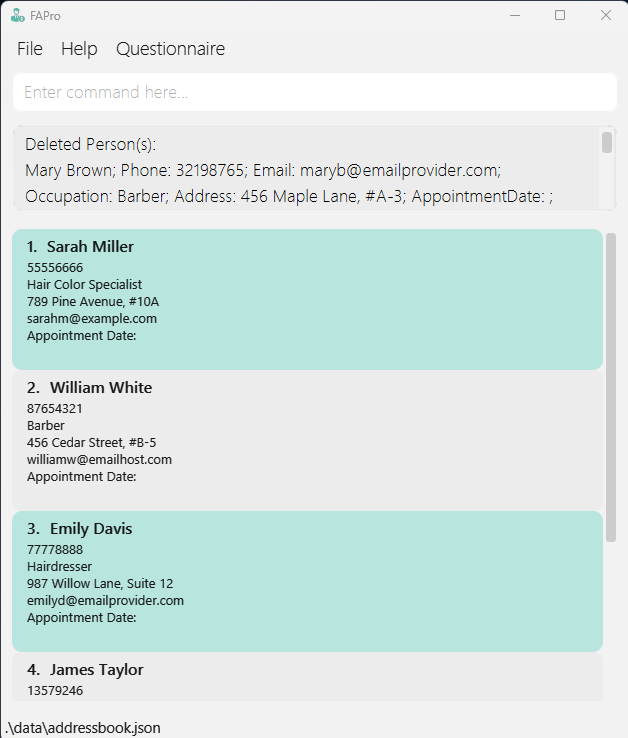 FAPro
File Help Questionnaire
Enter command here...
Deleted Person(s):
Mary Brown; Phone: 32198765; Email: maryb@emailprovider.com;
Occupation: Barber; Address: 456 Maple Lane, #A-3; AppointmentDate: ;
1. Sarah Miller
55556666
Hair Color Specialist
789 Pine Avenue, #10A
sarahm@example.com
Appointment Date:
2. William White
87654321
Barber
456 Cedar Street, #B-5
williamw@emailhost.com
Appointment Date:
3. Emily Davis
77778888
Hairdresser
987 Willow Lane, Suite 12
emilyd@emailprovider.com
Appointment Date:
4. James Taylor
13579246
.\data\addressbook.json